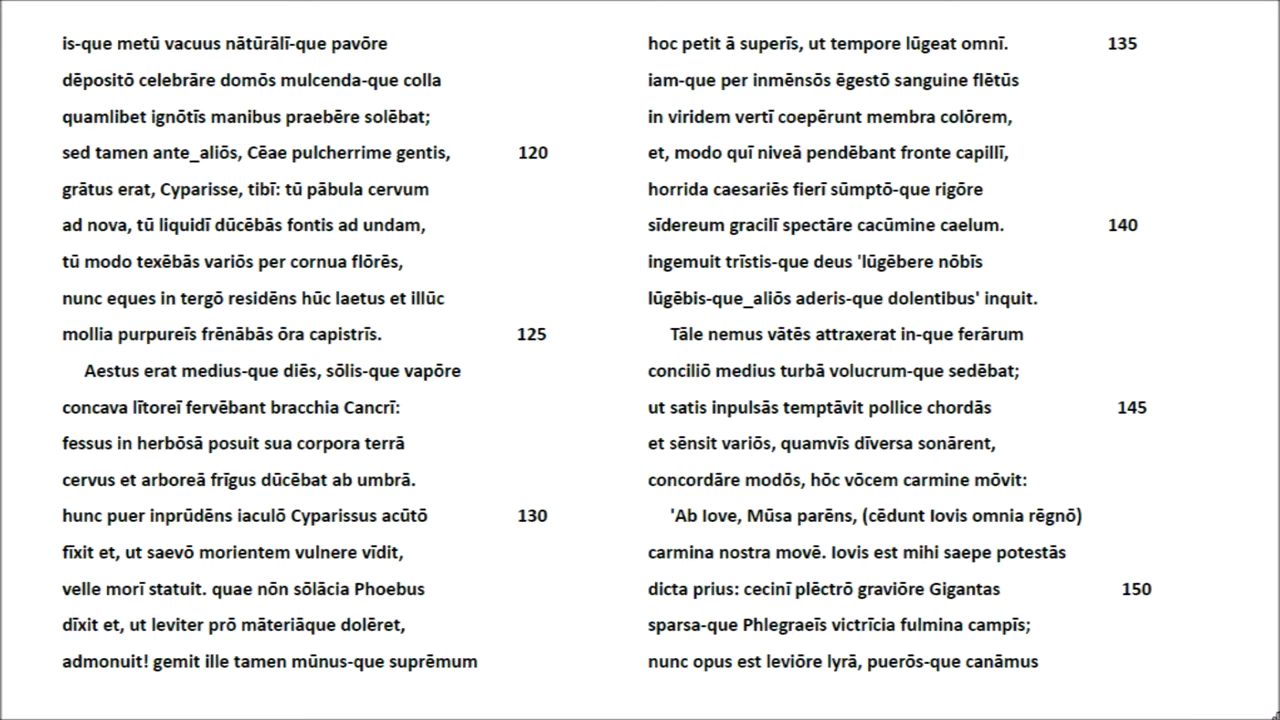 is-que metū vacuus nātūrālī-que pavōre
dēpositō celebrāre domōs mulcenda-que colla
quamlibet ignōtīs manibus praebēre solēbat;
sed tamen ante_aliōs, Cēae pulcherrime gentis, 120
grātus erat, Cyparisse, tibī: tū pābula cervum
ad nova, tū liquidī dūcēbās fontis ad undam,
tū modo texēbās variōs per cornua flōrēs,
nunc eques in tergō residēns hūc laetus et illūc
mollia purpureīs frēnābās ōra capistrīs. 125
Aestus erat medius-que diēs, sōlis-que vapōre
concava lītoreī fervēbant bracchia Cancrī:
fessus in herbōsā posuit sua corpora terrā
cervus et arboreā frīgus dūcēbat ab umbrā.
hunc puer inprūdēns iaculō Cyparissus acūtō 130
fīxit et, ut saevō morientem vulnere vīdit,
velle morī statuit. quae nōn sōlācia Phoebus
dīxit et, ut leviter prō māteriāque dolēret,
admonuit! gemit ille tamen mūnus-que suprēmum
hoc petit ā superīs, ut tempore lūgeat omnī. 135
iam-que per inmēnsōs ēgestō sanguine flētūs
in viridem vertī coepērunt membra colōrem,
et, modo quī niveā pendēbant fronte capillī,
horrida caesariēs fierī sūmptō-que rigōre
sīdereum gracilī spectāre cacūmine caelum. 140
ingemuit trīstis-que deus 'lūgēbere nōbīs
lūgēbis-que_aliōs aderis-que dolentibus' inquit.
Tāle nemus vātēs attraxerat in-que ferārum
conciliō medius turbā volucrum-que sedēbat;
ut satis inpulsās temptāvit pollice chordās 145
et sēnsit variōs, quamvīs dīversa sonārent,
concordāre modōs, hōc vōcem carmine mōvit:
'Ab Iove, Mūsa parēns, (cēdunt Iovis omnia rēgnō)
carmina nostra movē. Iovis est mihi saepe potestās
dicta prius: cecinī plēctrō graviōre Gigantas 150
sparsa-que Phlegraeīs victrīcia fulmina campīs;
nunc opus est leviōre lyrā, puerōs-que canāmus